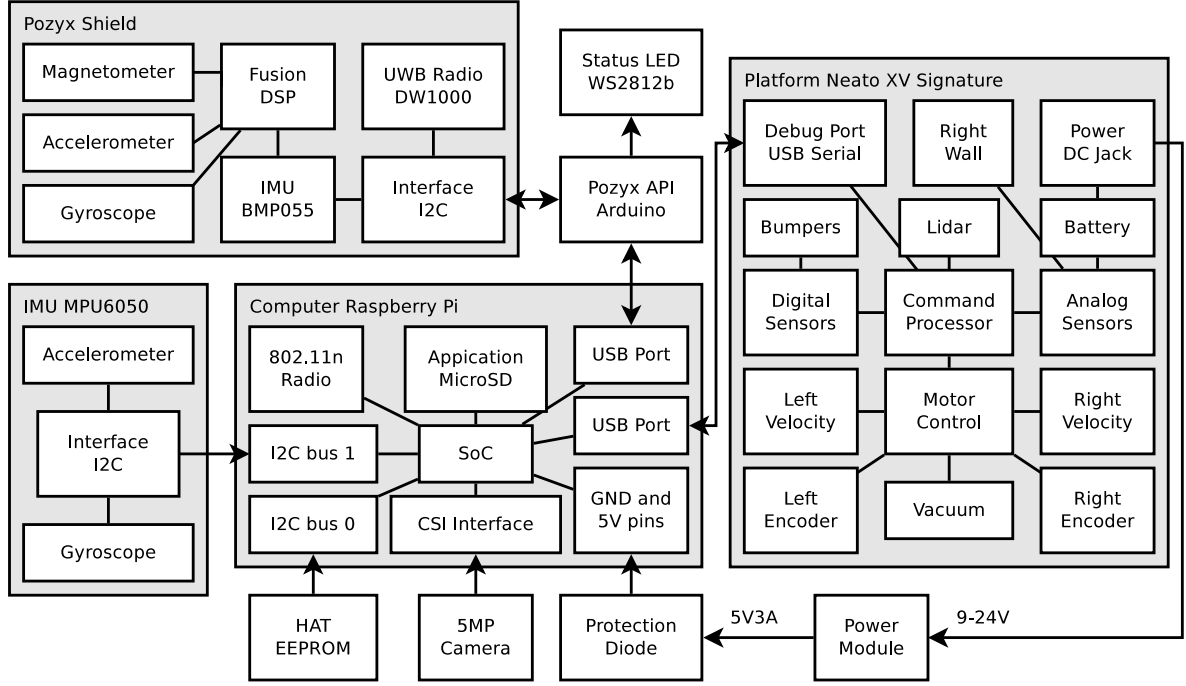 Pozyx Shield
Magnetometer
Accelerometer
Gyroscope
Fusion
DSP
UWB Radio
DW1000
IMU
BMP055
Interface
I2C
Status LED
WS2812b
Pozyx API
Arduino
Platform Neato XV Signature
Debug Port
USB Serial
Right
Wall
Power
DC Jack
Bumpers
Lidar
Battery
Digital
Sensors
Command
Processor
Analog
Sensors
Left
Velocity
Motor
Control
Right
Velocity
Left
Encoder
Vacuum
Right
Encoder
IMU MPU6050
Accelerometer
Interface
I2C
Gyroscope
Computer Raspberry Pi
802.11n
Radio
Appication
MicroSD
USB Port
USB Port
I2C bus 1
SoC
I2C bus 0
CSI Interface
GND and
5V pins
HAT
EEPROM
5MP
Camera
Protection
Diode
5V3A
Power
Module
9-24V